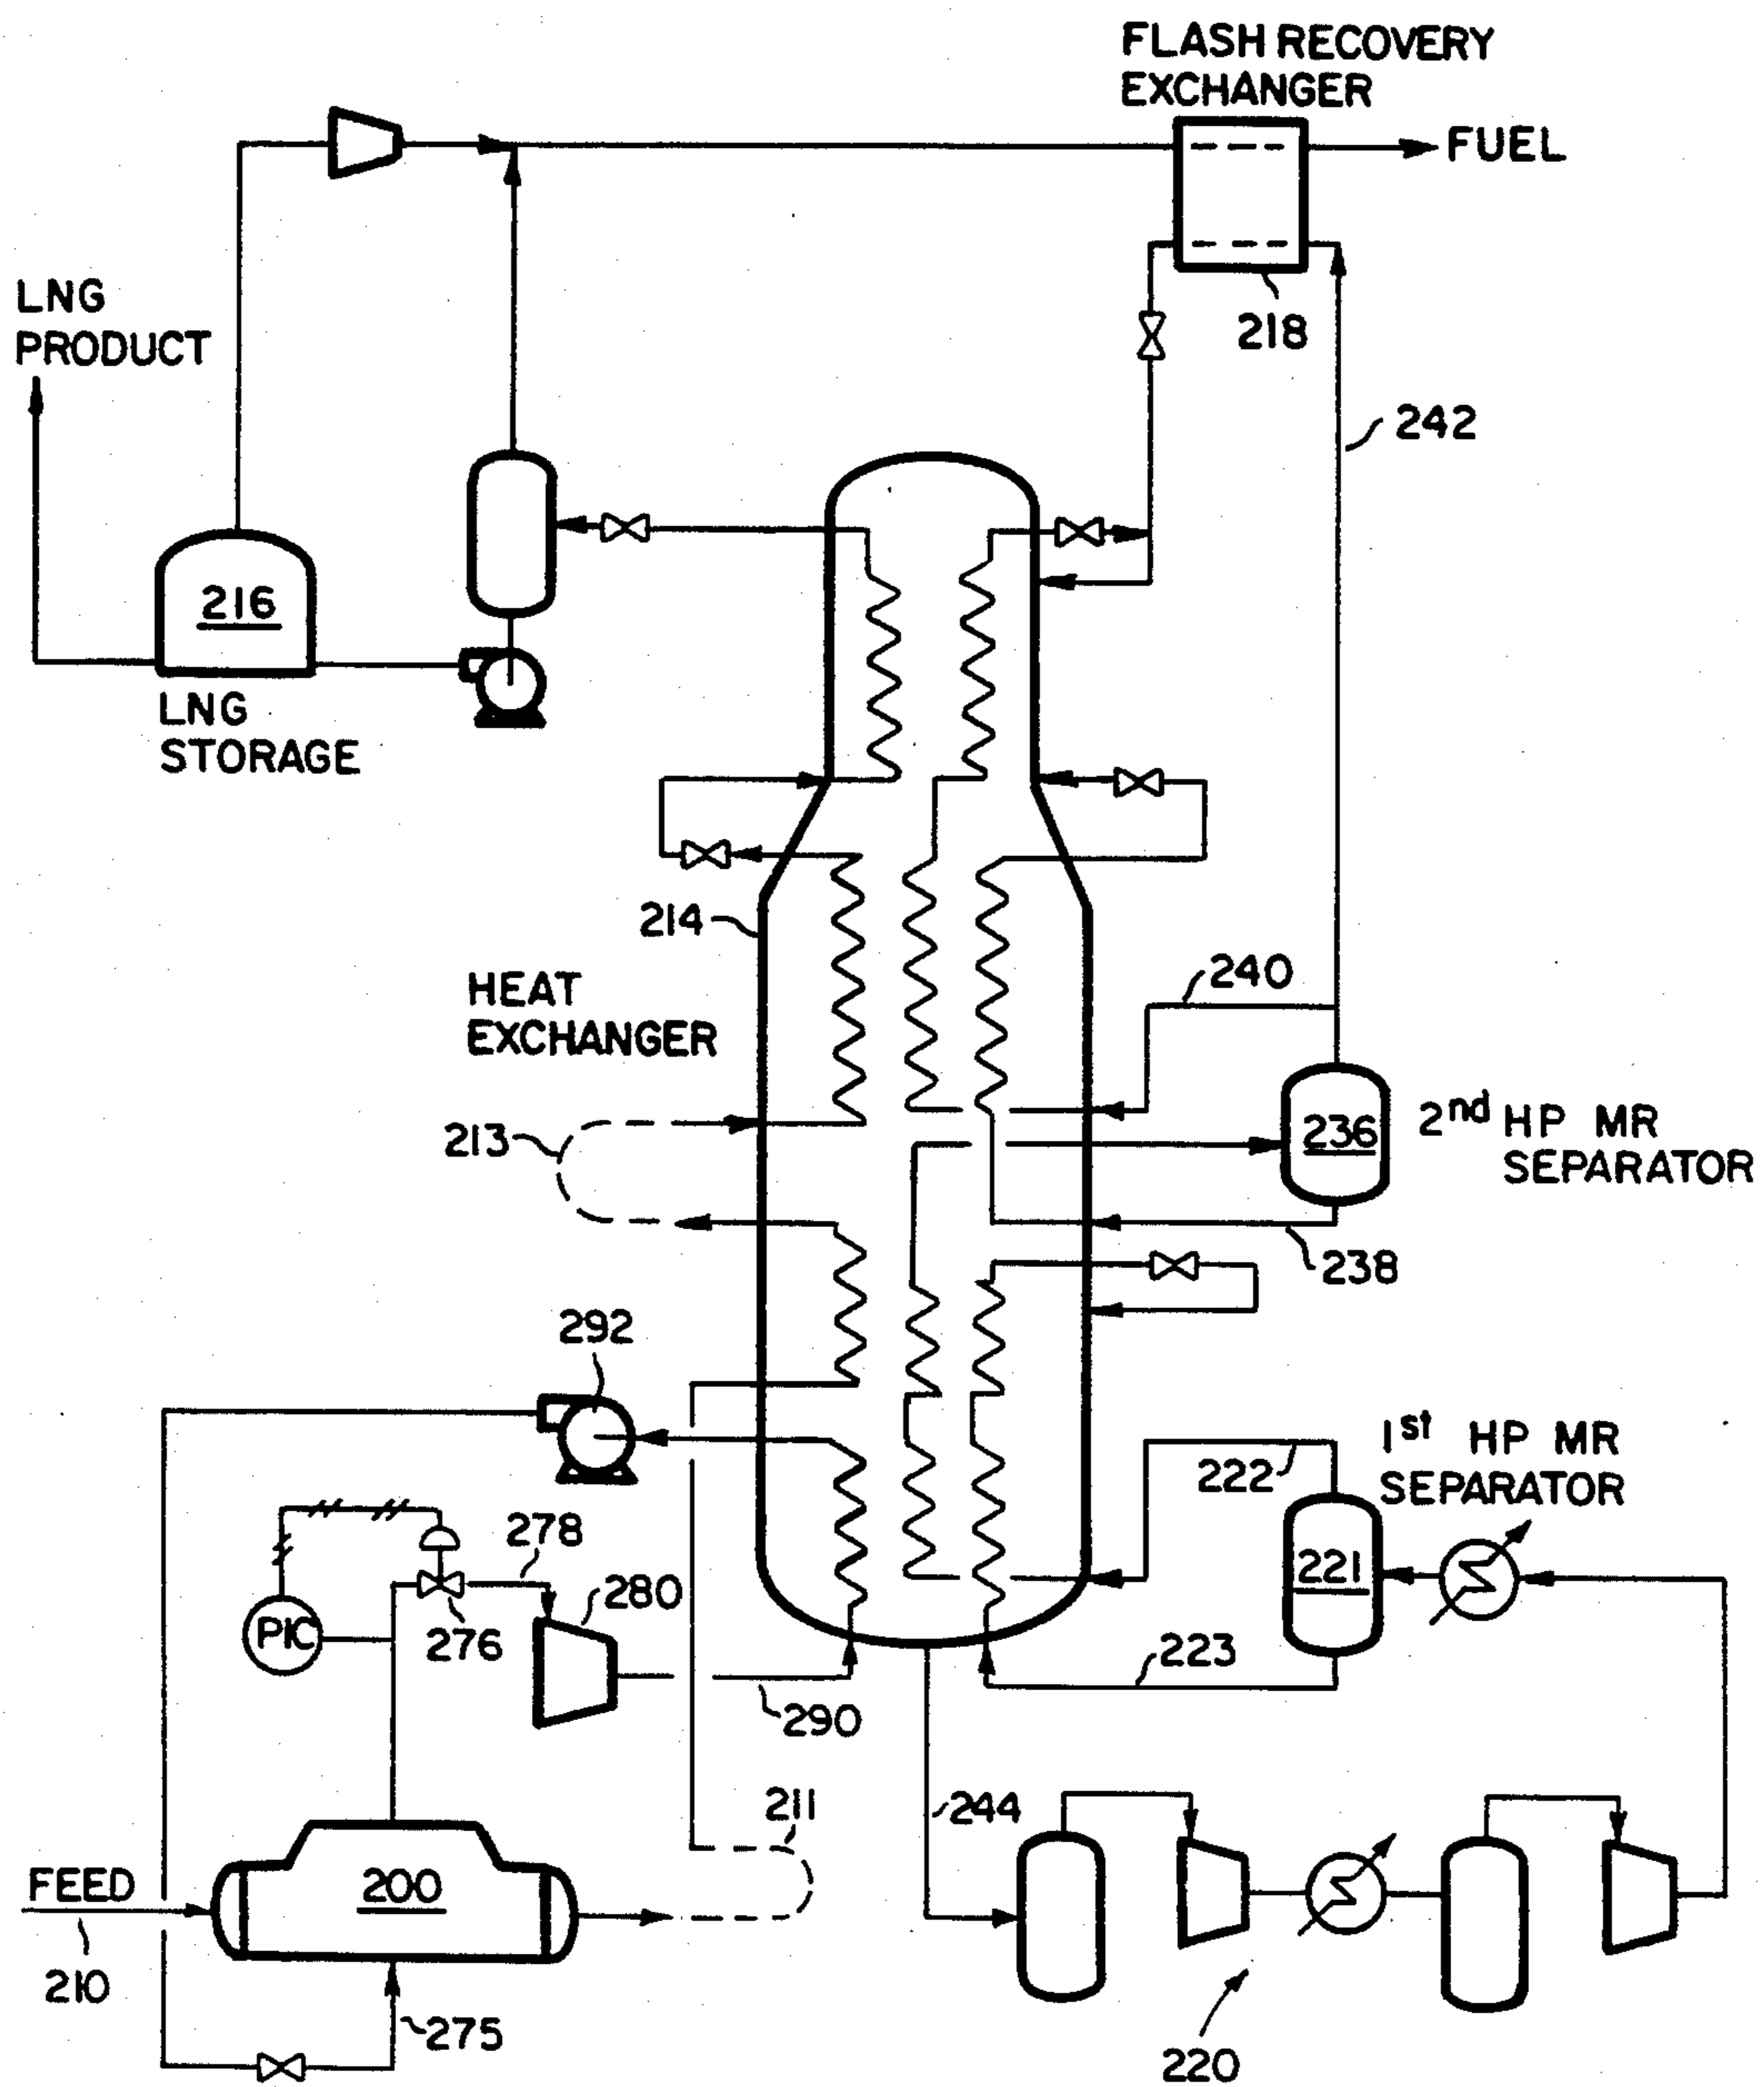 FLASH RECOVERY
EXCHANGER
FUEL
218
LNG
PRODUCT
242
216
LNG
STORAGE
214
HEAT
EXCHANGER
240
213
236
2nd HP MR
SEPARATOR
238
292
1st HP MR
SEPARATOR
222
221
278
280
PIC
276
223
290
211
244
FEED
200
210
275
220